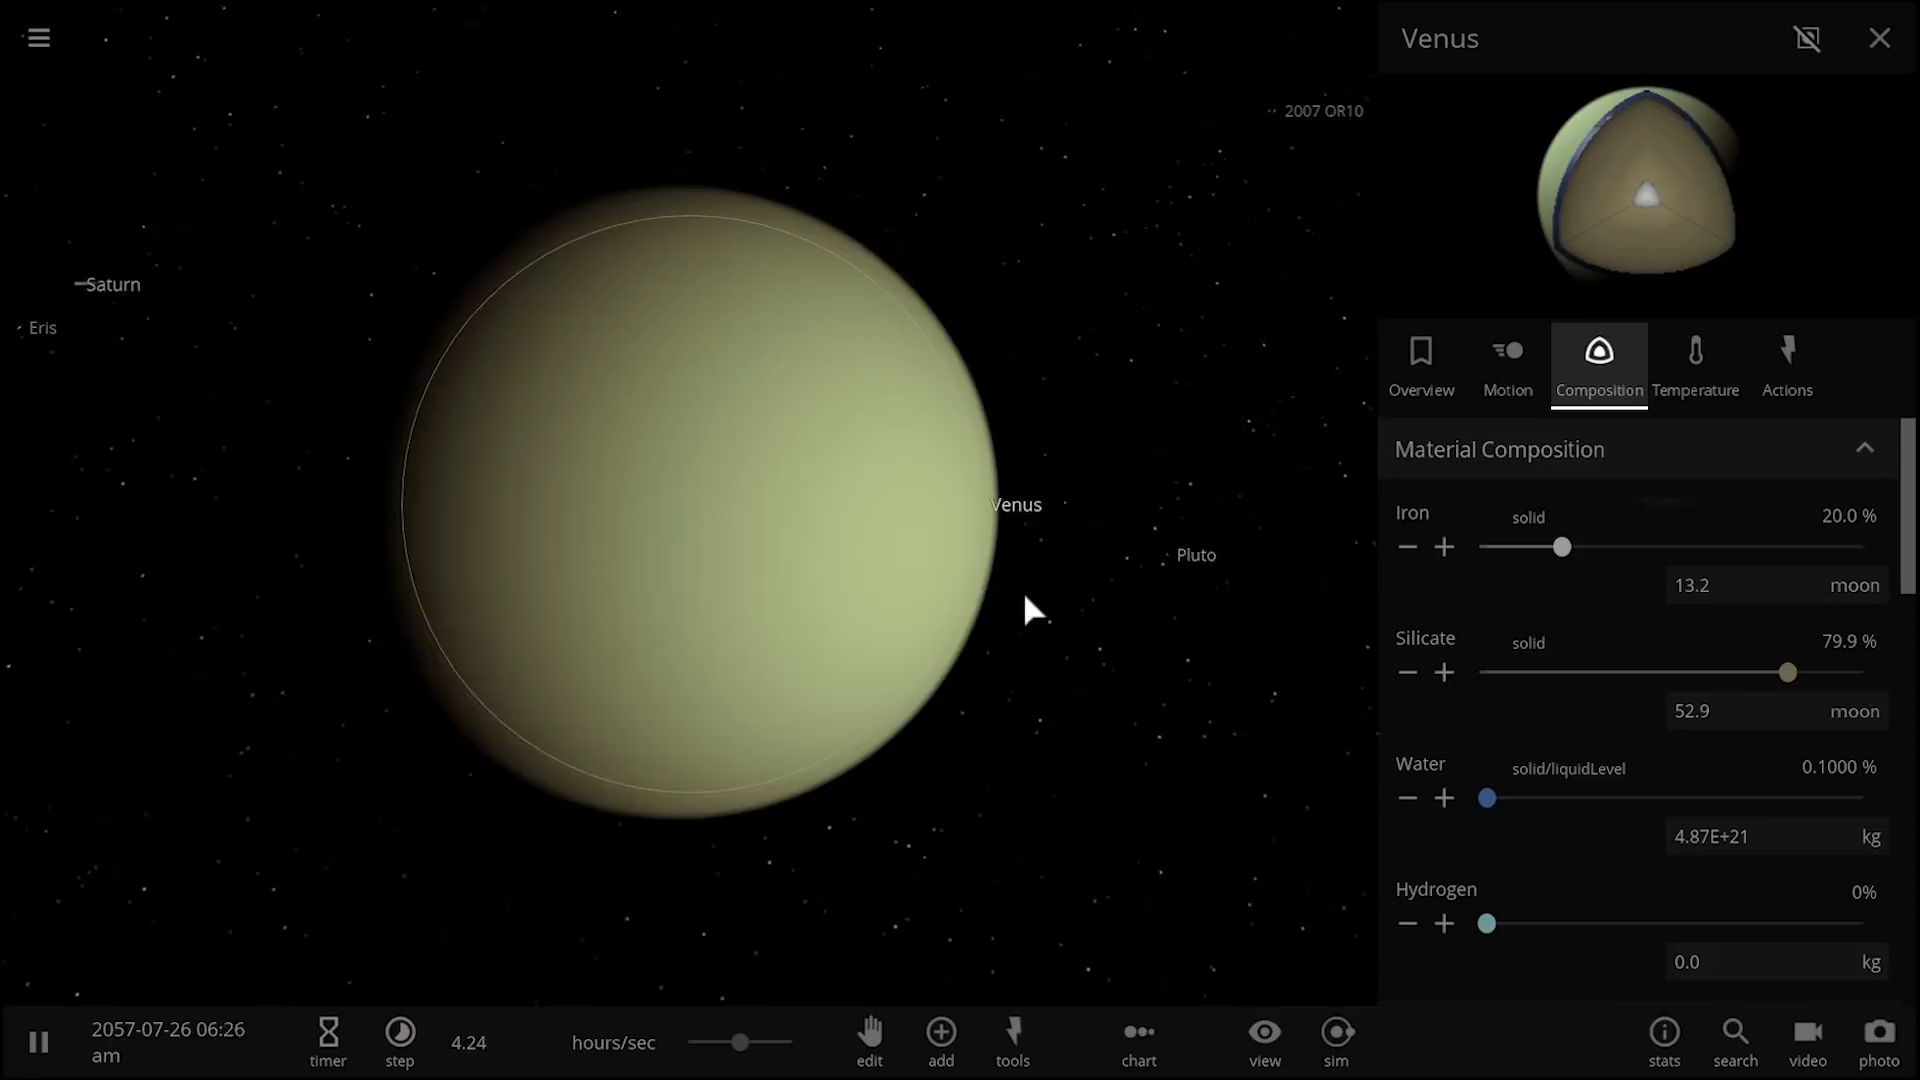 Venus
2007 OR10
Saturn
Eris
Overview Motion Composition Temperature Actions
Material Composition
Venus
Iron solid 20.0 %
13.2 moon
Pluto
Silicate solid 79.9 %
52.9 moon
Water solid/liquidLevel 0.1000 %
4.87E+21 kg
Hydrogen 0%
0.0 kg
2057-07-26 06:26
am
timer step 4.24 hours/sec edit add tools chart view sim stats search video photo